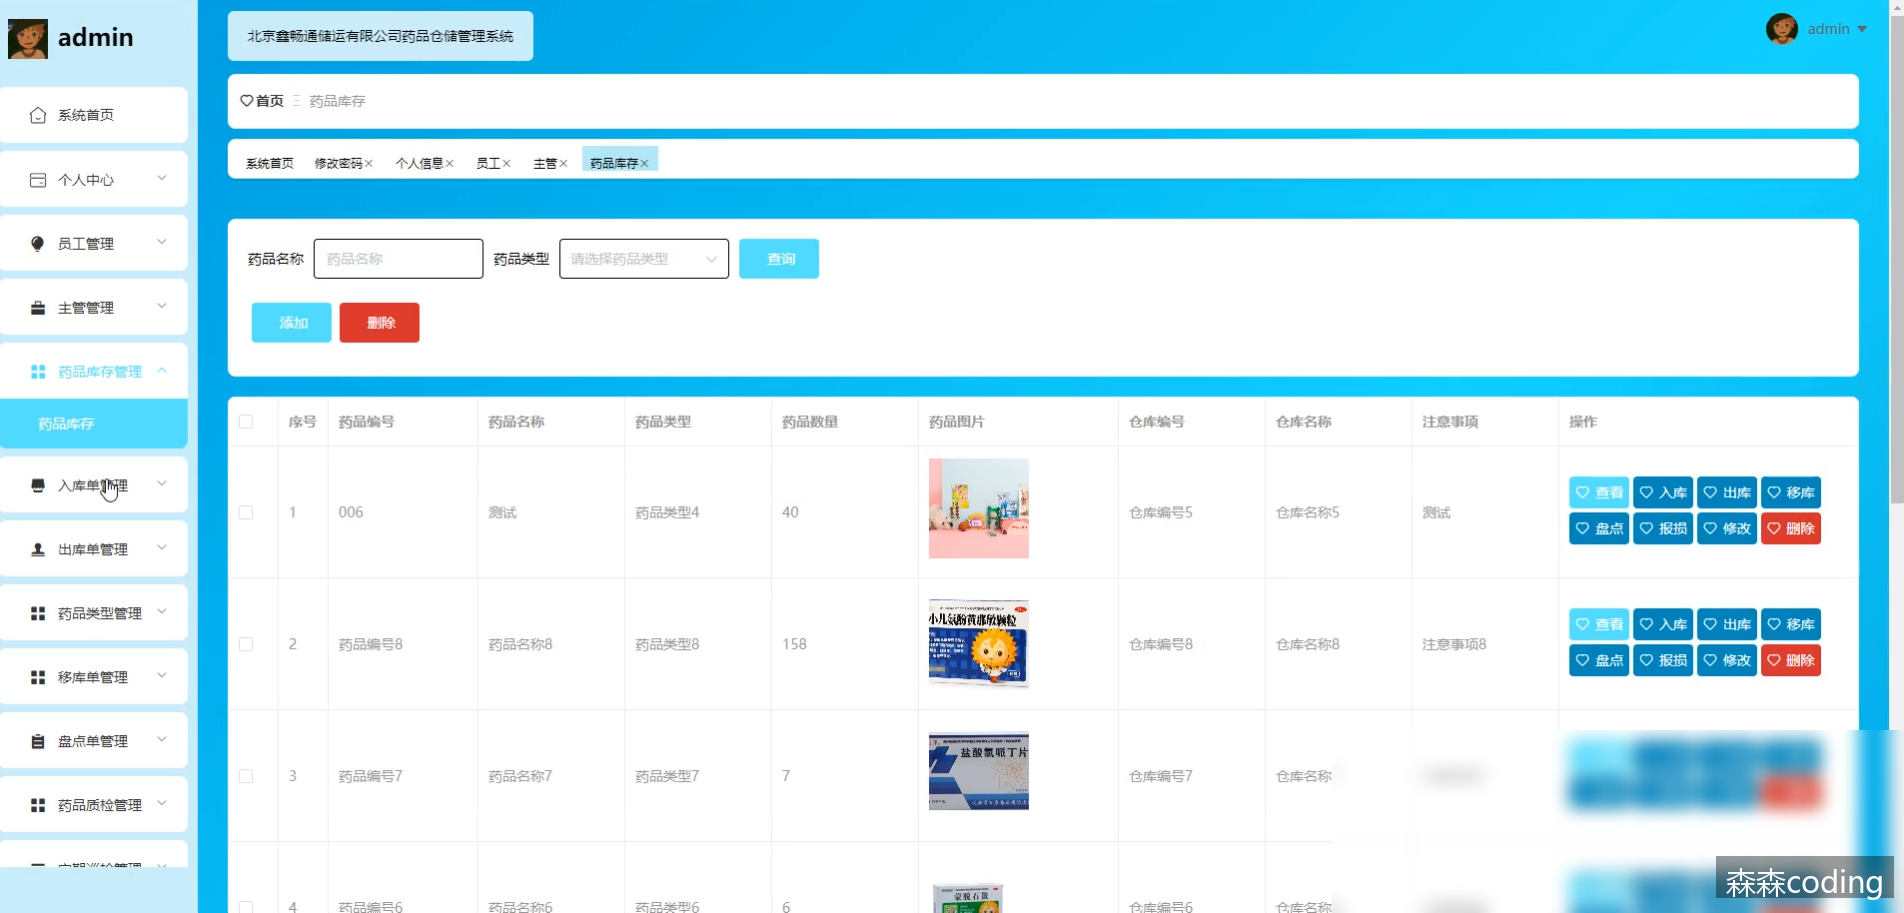 admin
北京鑫畅通储运有限公司药品仓储管理系统
admin
系统首页
个人中心
员工管理
主管管理
药品库存管理
药品库存
入库单管理
出库单管理
药品类型管理
移库单管理
盘点单管理
药品质检管理
首页 药品库存
系统首页 修改密码× 个人信息× 员工× 主管× 药品库存×
药品名称 药品名称 药品类型 请选择药品类型 查询
添加 删除
序号 药品编号 药品名称 药品类型 药品数量 药品图片 仓库编号 仓库名称 注意事项 操作
1 006 测试 药品类型4 40 仓库编号5 仓库名称5 测试
查看 入库 出库 移库
盘点 报损 修改 删除
2 药品编号8 药品名称8 药品类型8 158 小儿氨酚黄那敏颗粒 仓库编号8 仓库名称8 注意事项8
查看 入库 出库 移库
盘点 报损 修改 删除
3 药品编号7 药品名称7 药品类型7 7 盐酸氯哌丁片 仓库编号7 仓库名称
4 药品编号6 药品名称6 药品类型6 6 蒙脱石散 仓库编号6 仓库名称
森森coding